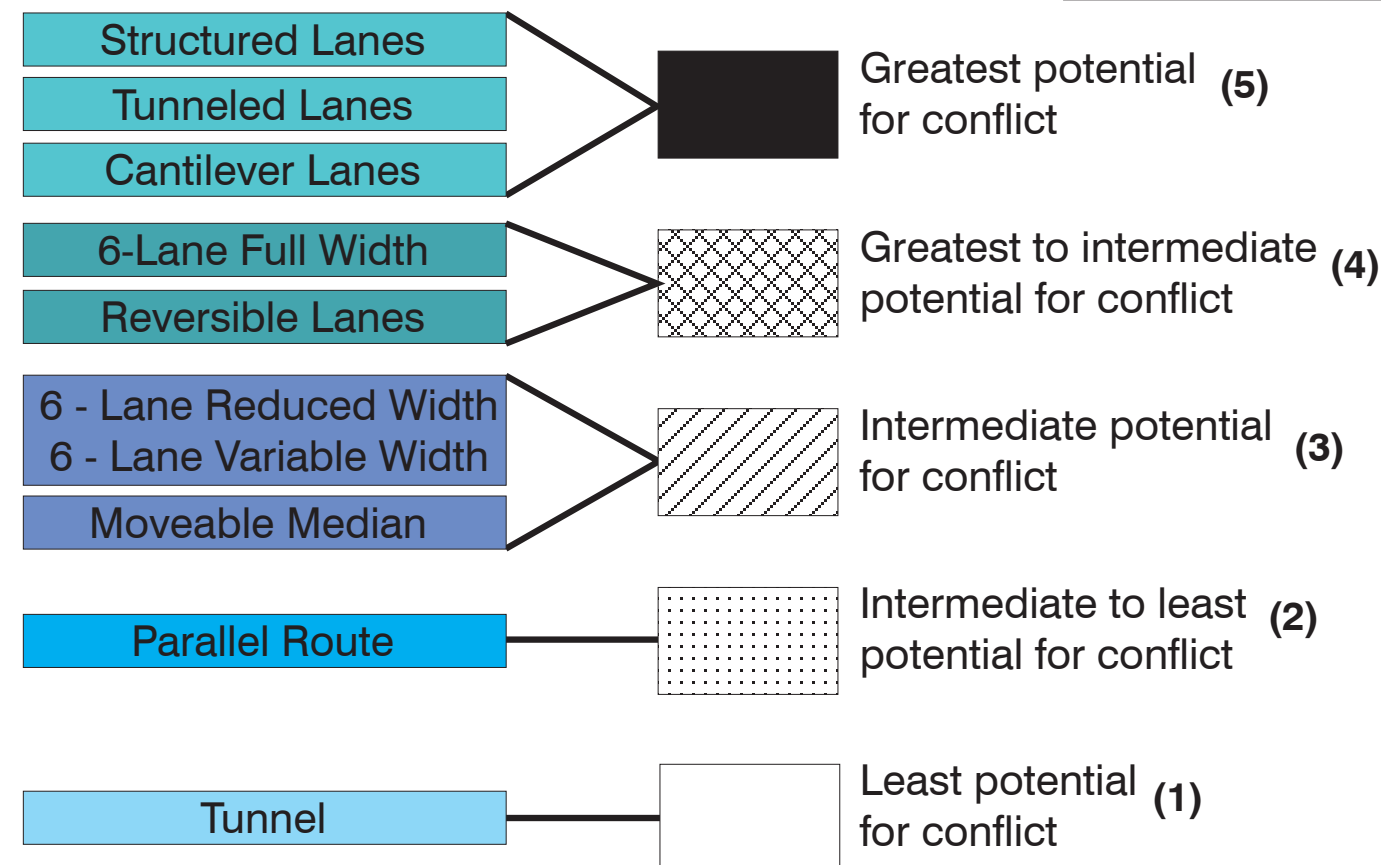 Structured Lanes
Tunneled Lanes
Cantilever Lanes
Greatest potential
for conflict
(5)
6-Lane Full Width
Reversible Lanes
Greatest to intermediate
potential for conflict
(4)
6 - Lane Reduced Width
6 - Lane Variable Width
Moveable Median
Intermediate potential
for conflict
(3)
Parallel Route
Intermediate to least
potential for conflict
(2)
Tunnel
Least potential
for conflict
(1)